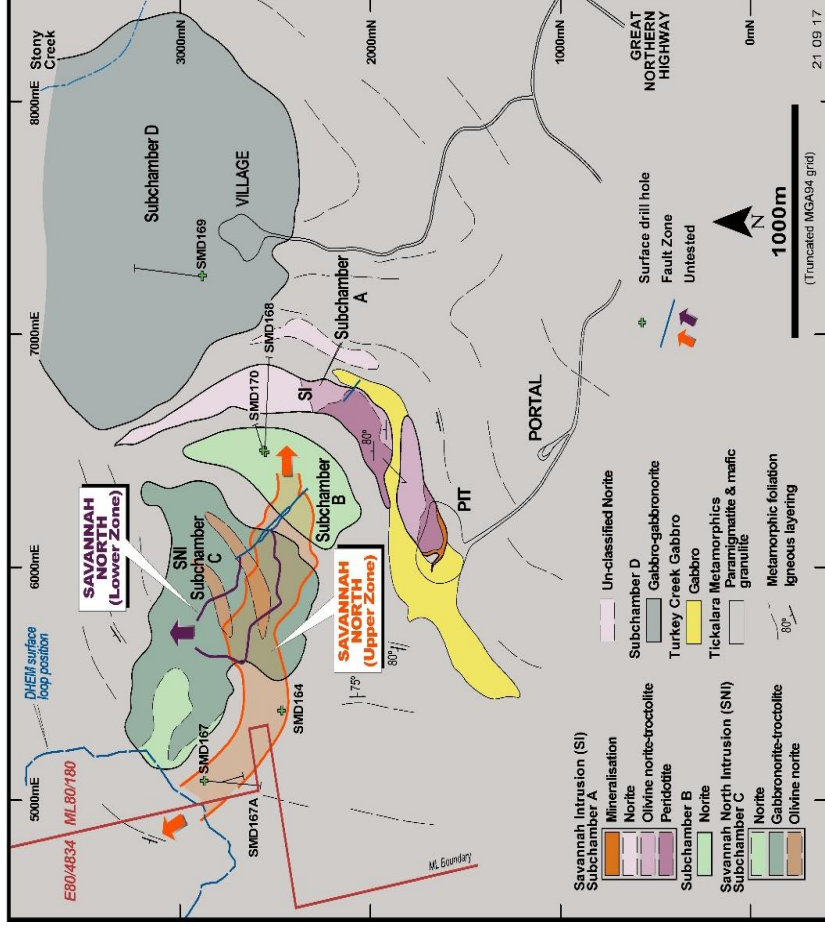 5000mE
6000mE
7000mE
8000mE
3000mN
2000mN
1000mN
0mN
E80/4834
ML80/180
DHEM surface
loop position
SAVANNAH
NORTH
(Lower Zone)
SNI
Subchamber
C
SAVANNAH
NORTH
(Upper Zone)
Subchamber
B
SMD167
SMD167A
SMD164
SMD170
SMD168
SMD169
SI
Subchamber
A
Subchamber D
VILLAGE
Stony
Creek
GREAT
NORTHERN
HIGHWAY
PIT
PORTAL
75°
80°
80°
ML Boundary
Savannah Intrusion (SI)
Subchamber A
Mineralisation
Norite
Olivine norite-troctolite
Peridotite
Subchamber B
Norite
Savannah North Intrusion (SNI)
Subchamber C
Norite
Gabbronorite-troctolite
Olivine norite
Un-classified Norite
Subchamber D
Gabbro-gabbronorite
Turkey Creek Gabbro
Gabbro
Tickalara Metamorphics
Paramigmatite & mafic
granulite
80°
Metamorphic foliation
Igneous layering
Surface drill hole
Fault Zone
Untested
N
1000m
(Truncated MGA94 grid)
21 09 17